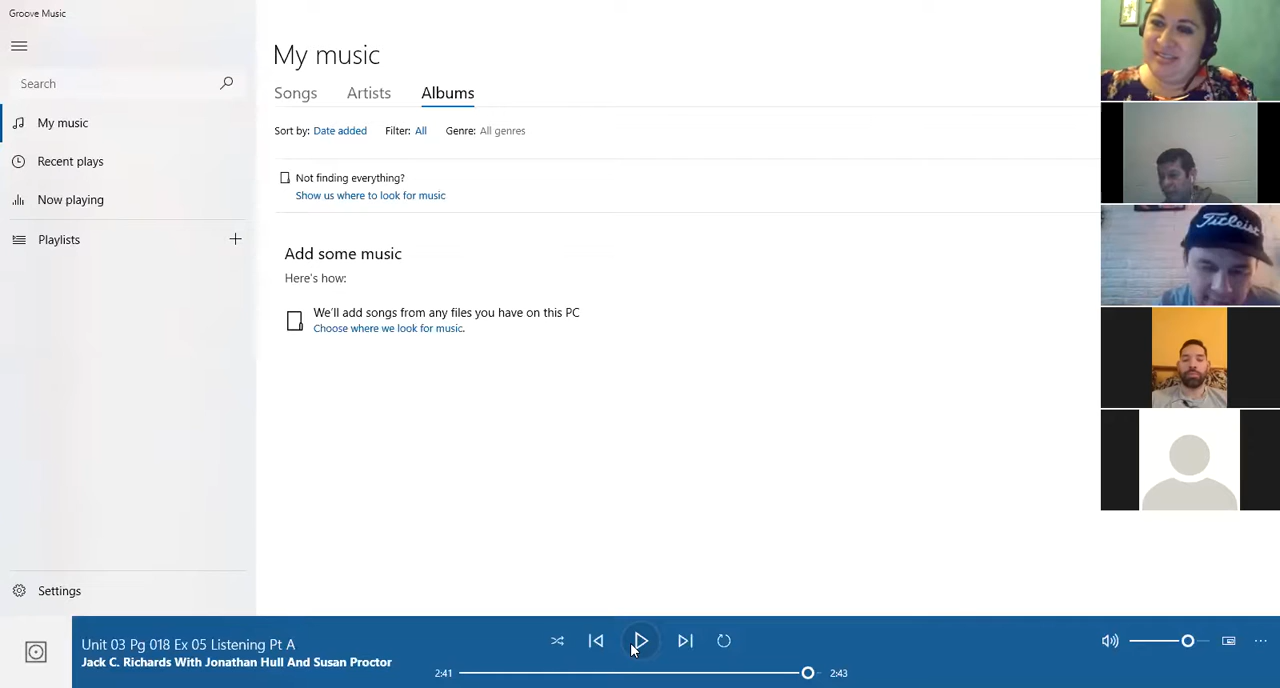 Groove Music
Search
My music
Recent plays
Now playing
Playlists
Settings
My music
Songs Artists Albums
Sort by: Date added Filter: All Genre: All genres
Not finding everything?
Show us where to look for music
Add some music
Here's how:
We'll add songs from any files you have on this PC
Choose where we look for music.
Titleist
Unit 03 Pg 018 Ex 05 Listening Pt A
Jack C. Richards With Jonathan Hull And Susan Proctor
2:41 2:43